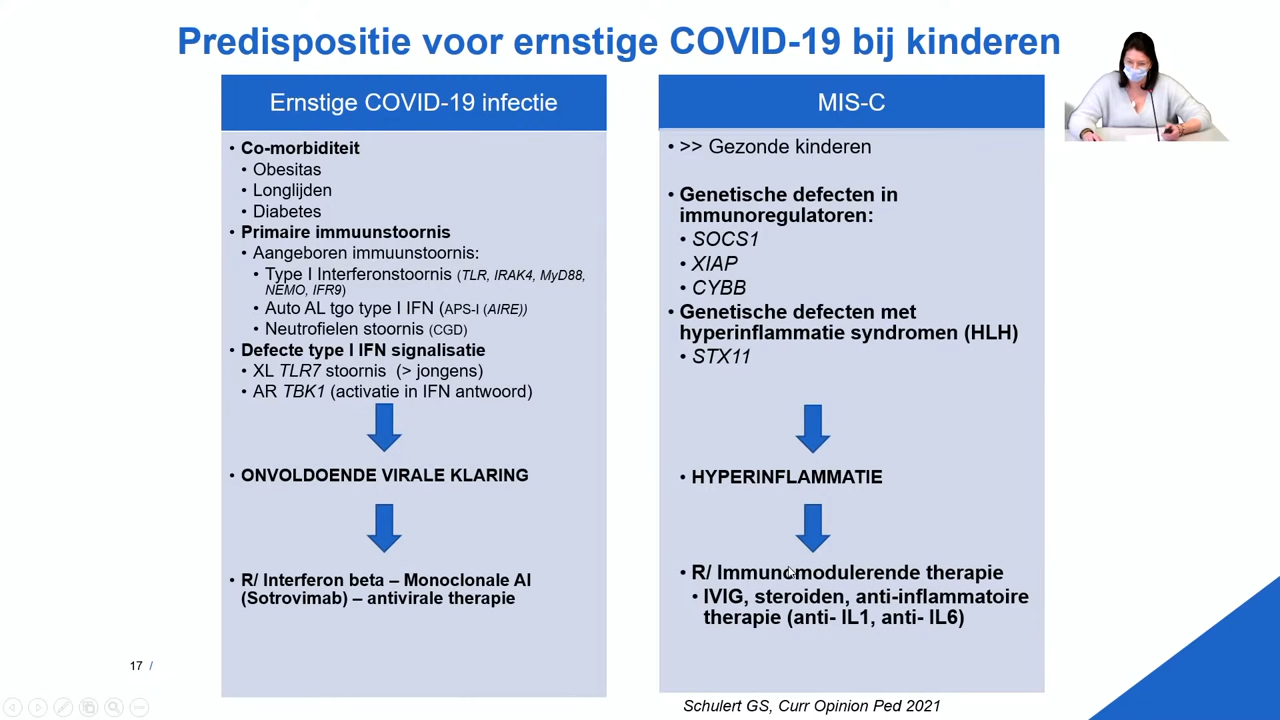 Predispositie voor ernstige COVID-19 bij kinderen
Ernstige COVID-19 infectie
• Co-morbiditeit
• Obesitas
• Longlijden
• Diabetes
• Primaire immuunstoornis
• Aangeboren immuunstoornis:
• Type I Interferonstoornis (TLR, IRAK4, MyD88,
NEMO, IFR9)
• Auto AL tgo type I IFN (APS-I (AIRE))
• Neutrofielen stoornis (CGD)
• Defecte type I IFN signalisatie
• XL TLR7 stoornis (> jongens)
• AR TBK1 (activatie in IFN antwoord)
• ONVOLDOENDE VIRALE KLARING
• R/ Interferon beta – Monoclonale Al
(Sotrovimab) – antivirale therapie
MIS-C
• >> Gezonde kinderen
• Genetische defecten in
immunoregulatoren:
• SOCS1
• XIAP
• CYBB
• Genetische defecten met
hyperinflammatie syndromen (HLH)
• STX11
• HYPERINFLAMMATIE
• R/ Immunomodulerende therapie
• IVIG, steroiden, anti-inflammatoire
therapie (anti- IL1, anti- IL6)
17 /
Schulert GS, Curr Opinion Ped 2021